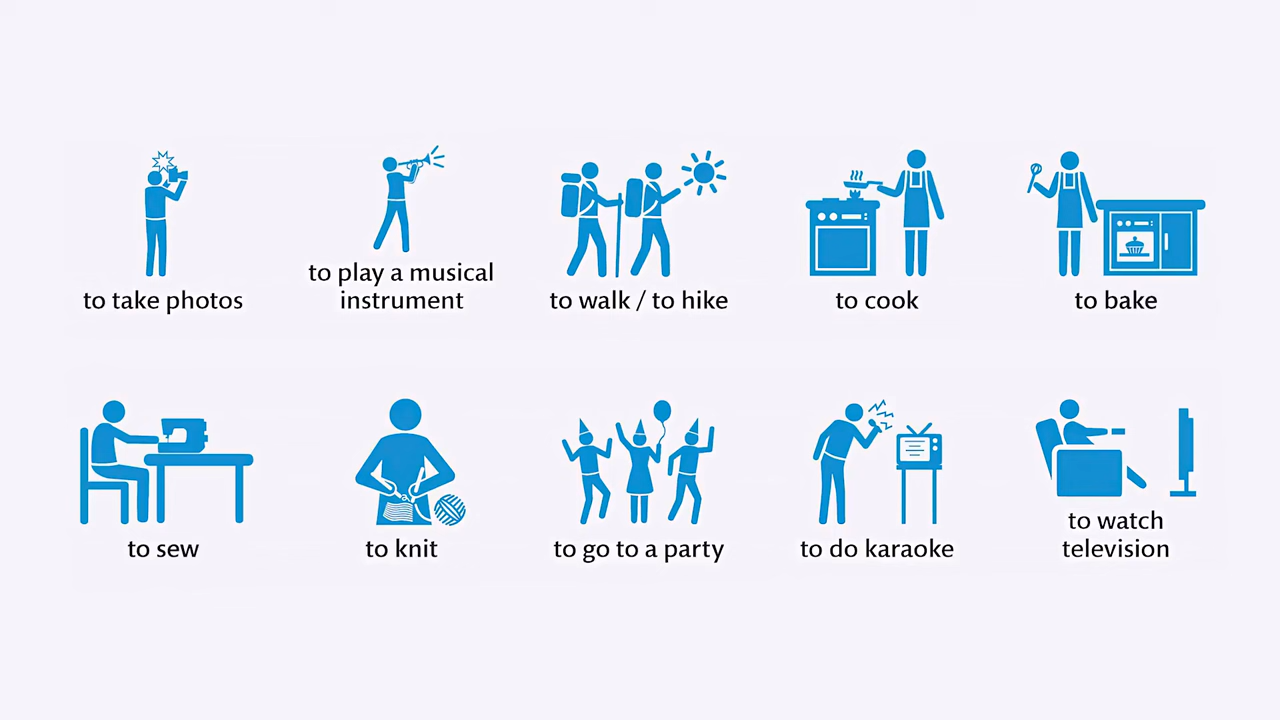 to take photos
to play a musical
instrument
to walk / to hike
to cook
to bake
to sew
to knit
to go to a party
to do karaoke
to watch
television